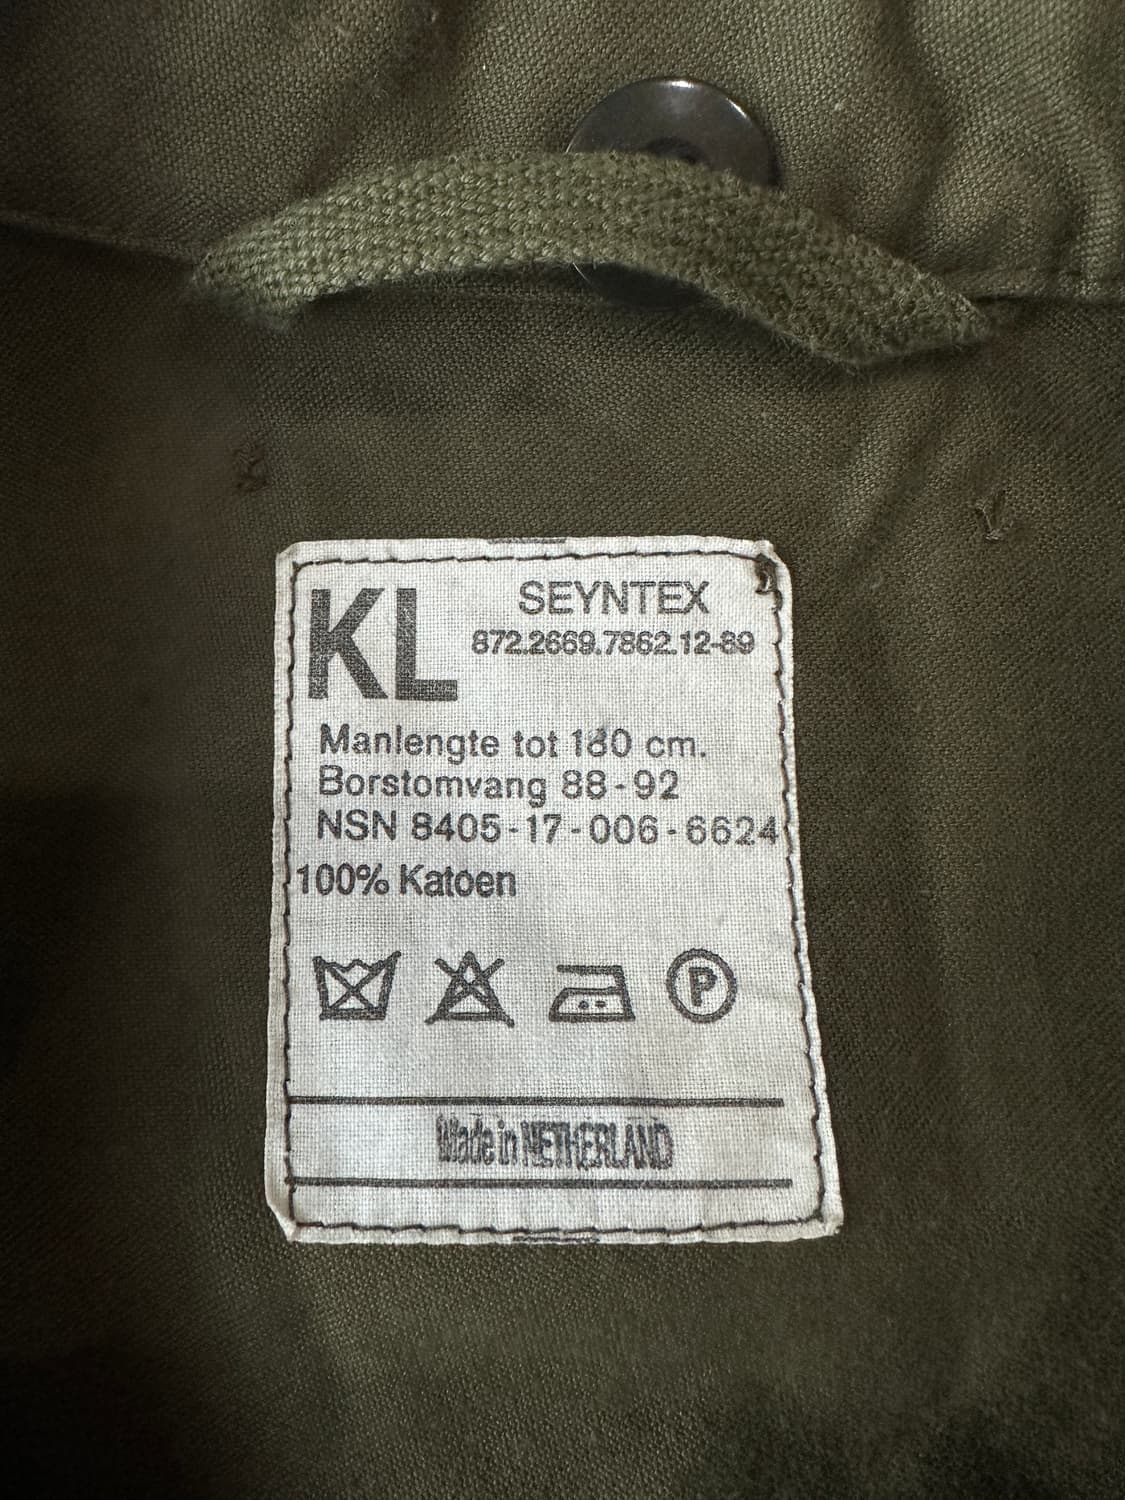 KL
SEYNTEX
872.2669.7862.12-89
Manlengte tot 180 cm.
Borstomvang 88-92
NSN 8405-17-006-6624
100% Katoen
P
Made in NETHERLAND